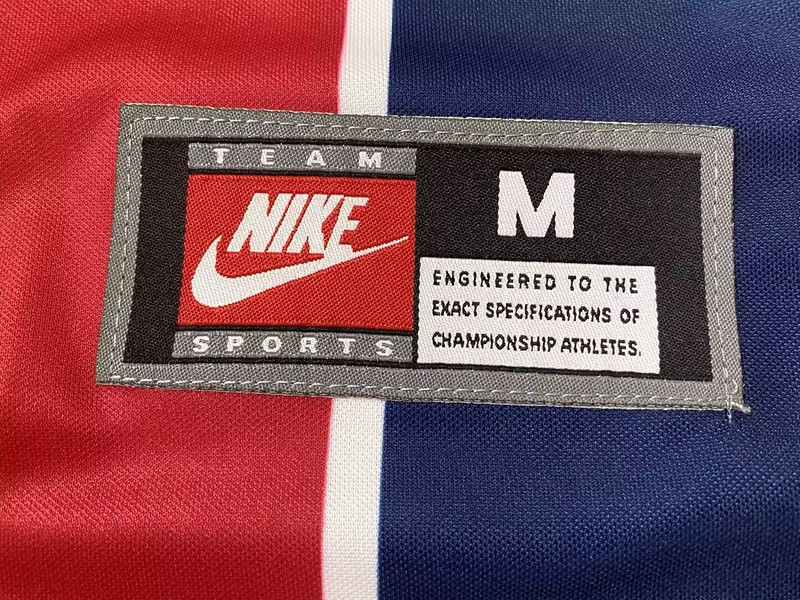 TEAM
NIKE
SPORTS
M
ENGINEERED TO THE
EXACT SPECIFICATIONS OF
CHAMPIONSHIP ATHLETES.